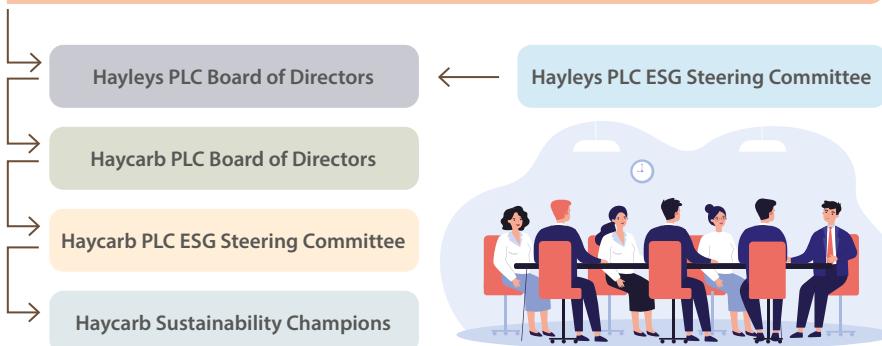 Hayleys PLC Board of Directors
Hayleys PLC ESG Steering Committee
Haycarb PLC Board of Directors
Haycarb PLC ESG Steering Committee
Haycarb Sustainability Champions